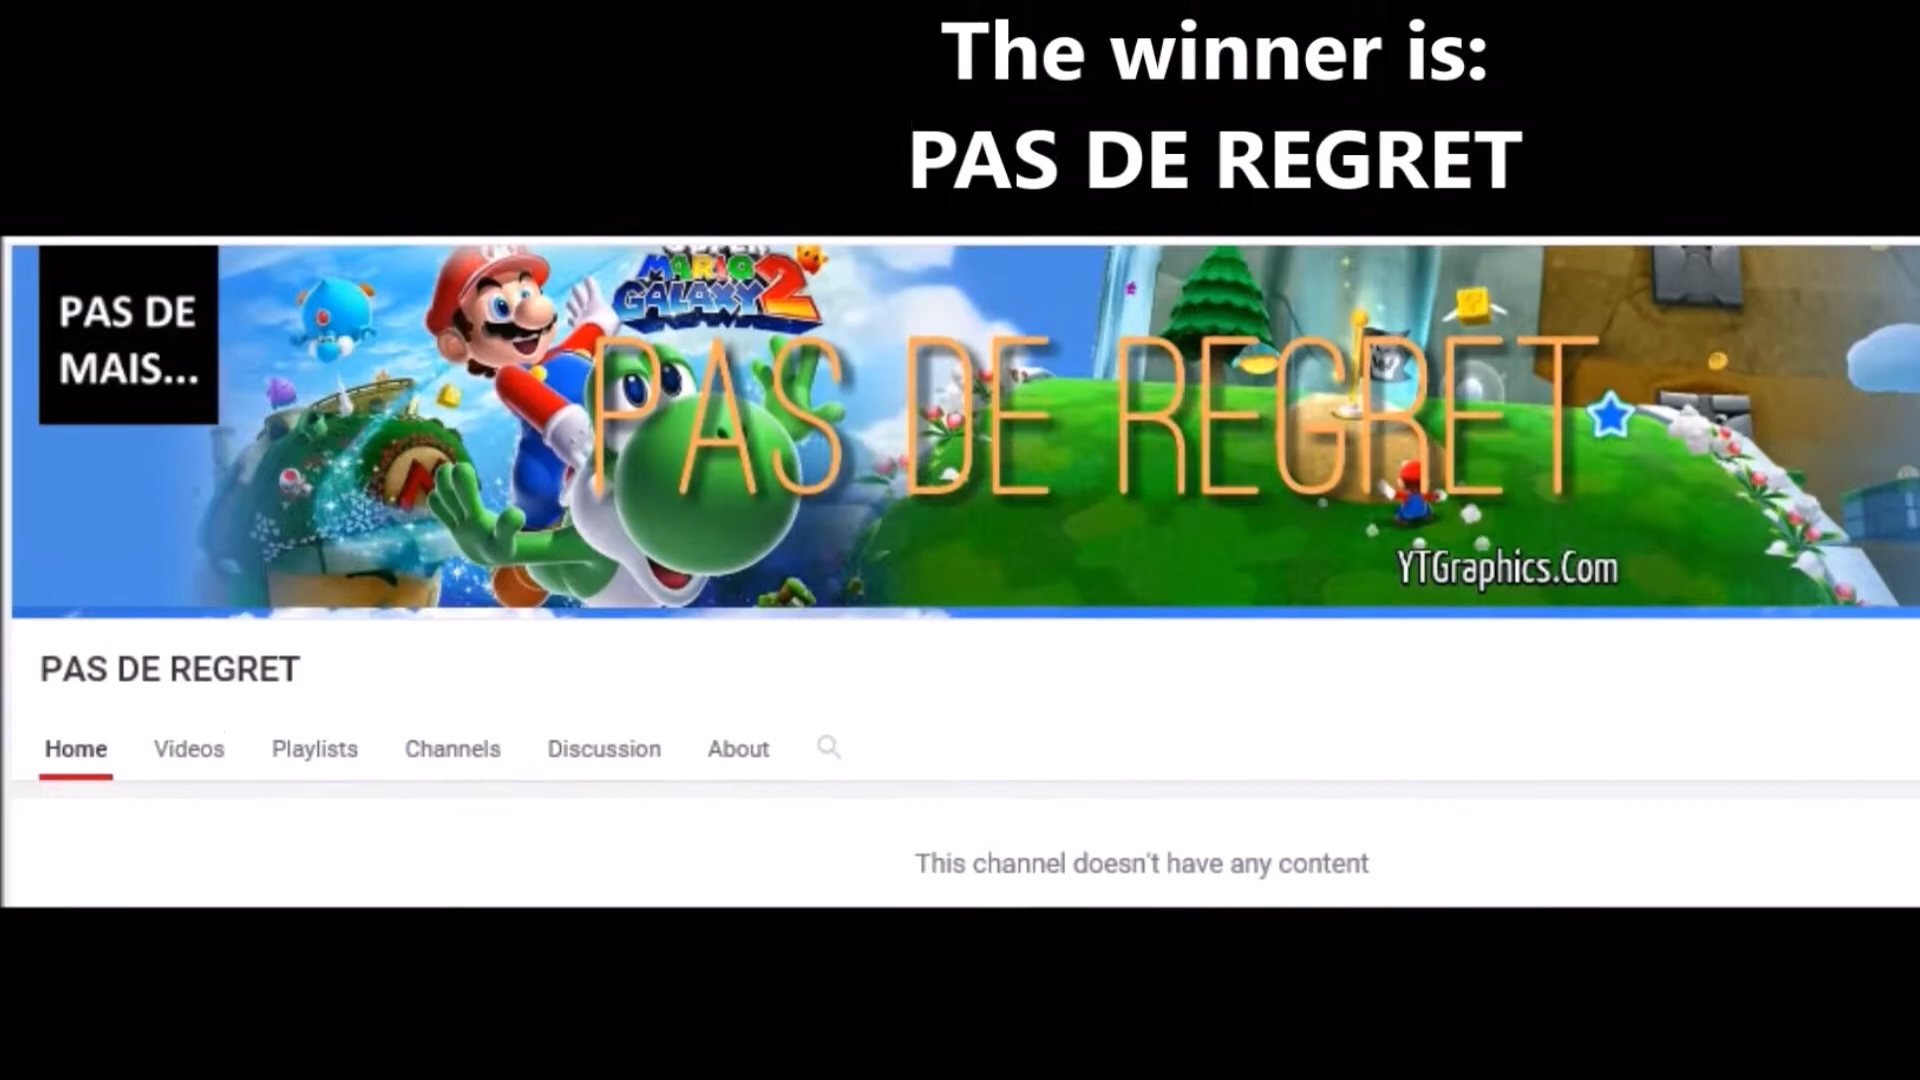 The winner is:
PAS DE REGRET
PAS DE
MAIS...
SUPER
MARIO
GALAXY 2
PAS DE REGRET
YTGraphics.Com
PAS DE REGRET
Home Videos Playlists Channels Discussion About
This channel doesn't have any content